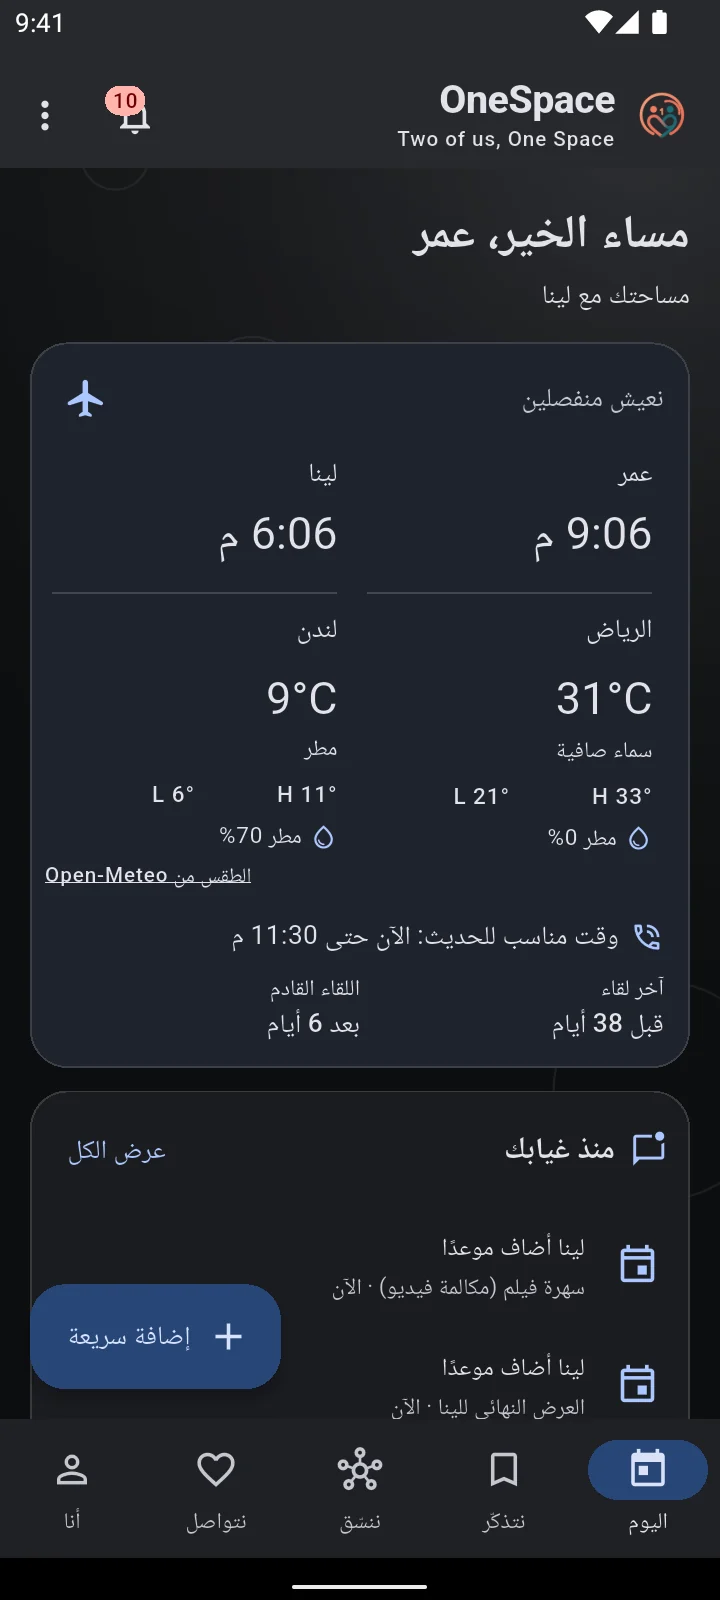 9:41
10
OneSpace
Two of us, One Space
مساء الخير، عمر
مساحتك مع لينا
نعيش منفصلين
عمر
9:06 م
لينا
6:06 م
الرياض
31°C
سماء صافية
H 33°
L 21°
مطر 0%
لندن
9°C
مطر
H 11°
L 6°
مطر 70%
الطقس من Open-Meteo
وقت مناسب للحديث: الآن حتى 11:30 م
آخر لقاء
قبل 38 أيام
اللقاء القادم
بعد 6 أيام
منذ غيابك
عرض الكل
لينا أضاف موعدًا
سهرة فيلم (مكالمة فيديو) · الآن
لينا أضاف موعدًا
العرض النهائي للينا · الآن
إضافة سريعة
اليوم
نتذكّر
ننسّق
نتواصل
أنا